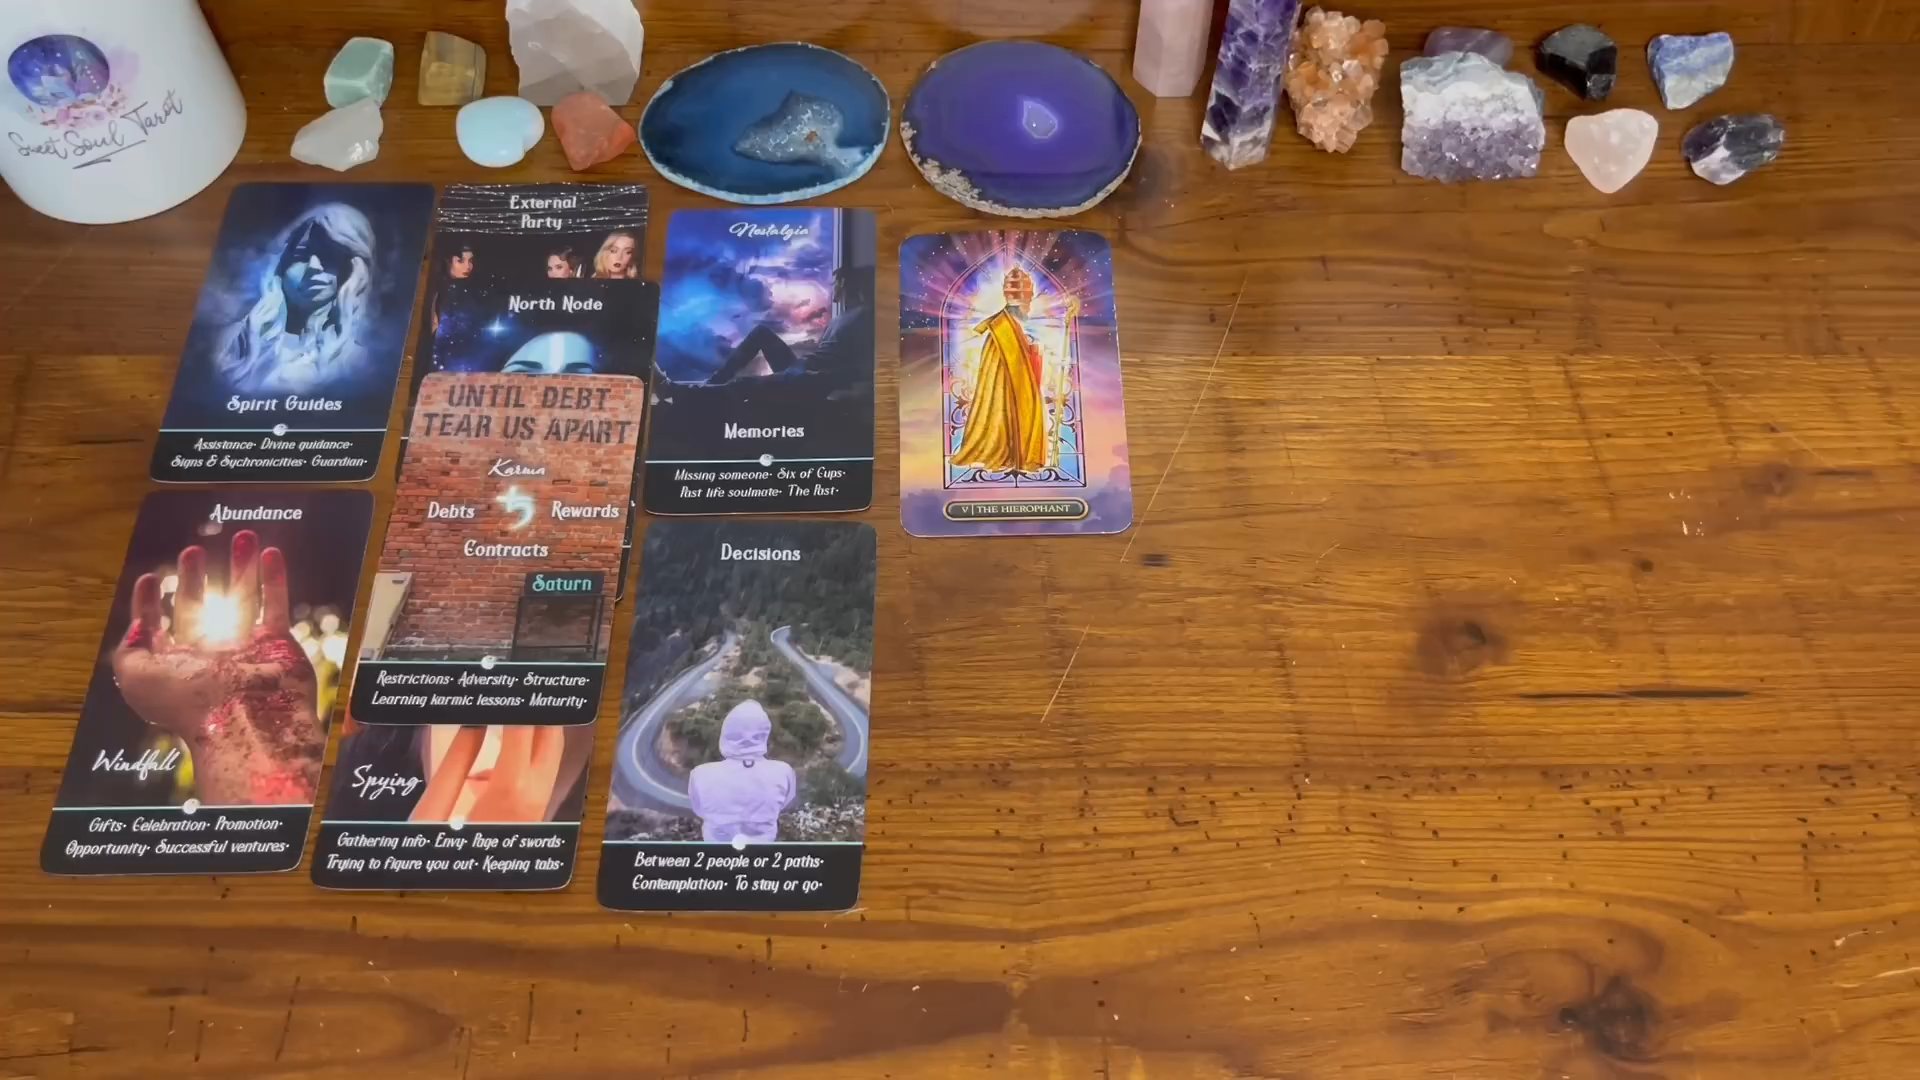 Sweet Soul Tarot
Spirit Guides
Assistance· Divine guidance·
Signs & Sychronicities· Guardian·
External
Party
North Node
UNTIL DEBT
TEAR US APART
Karma
Debts Rewards
Contracts
Saturn
Restrictions· Adversity· Structure·
Learning karmic lessons· Maturity·
Nostalgia
Memories
Missing someone· Six of Cups·
Past life soulmate· The Past·
V | THE HIEROPHANT
Abundance
Windfall
Gifts· Celebration· Promotion·
Opportunity· Successful ventures·
Spying
Gathering info· Envy· Page of swords·
Trying to figure you out· Keeping tabs·
Decisions
Between 2 people or 2 paths·
Contemplation· To stay or go·